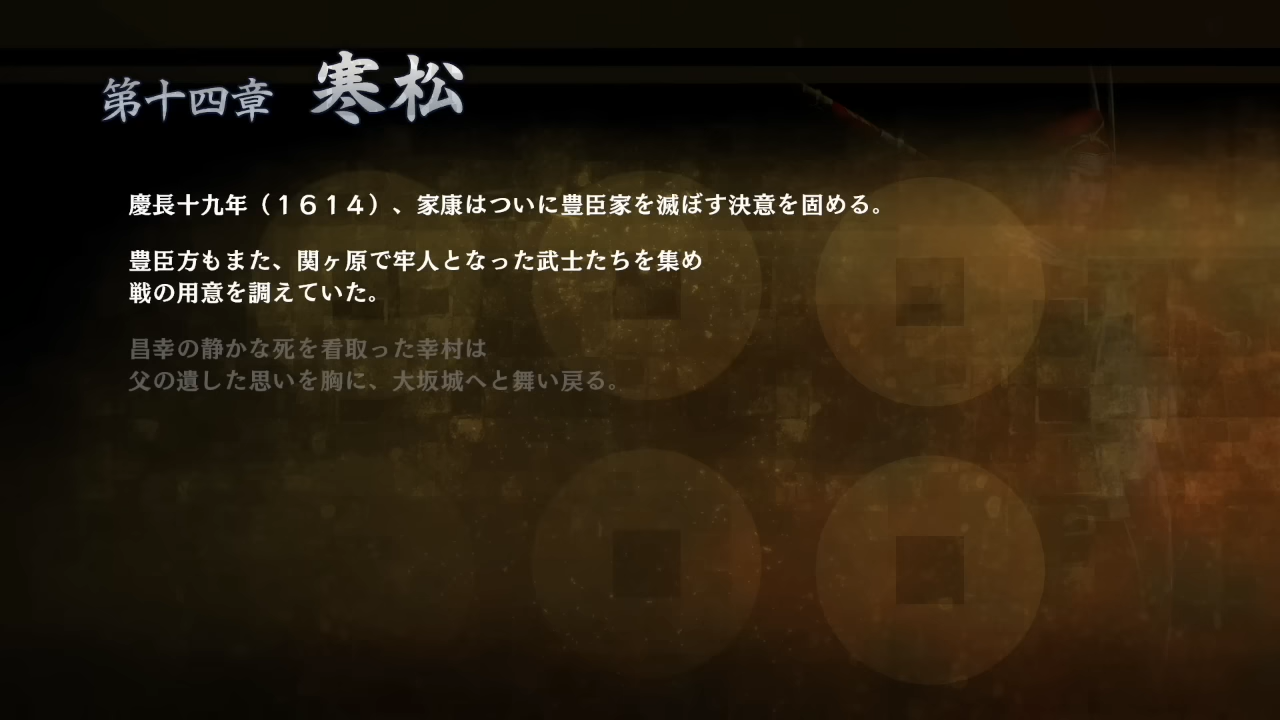 第十四章 寒松
慶長十九年（１６１４）、家康はついに豊臣家を滅ぼす決意を固める。
豊臣方もまた、関ヶ原で牢人となった武士たちを集め
戦の用意を調えていた。
昌幸の静かな死を看取った幸村は
父の遺した思いを胸に、大坂城へと舞い戻る。